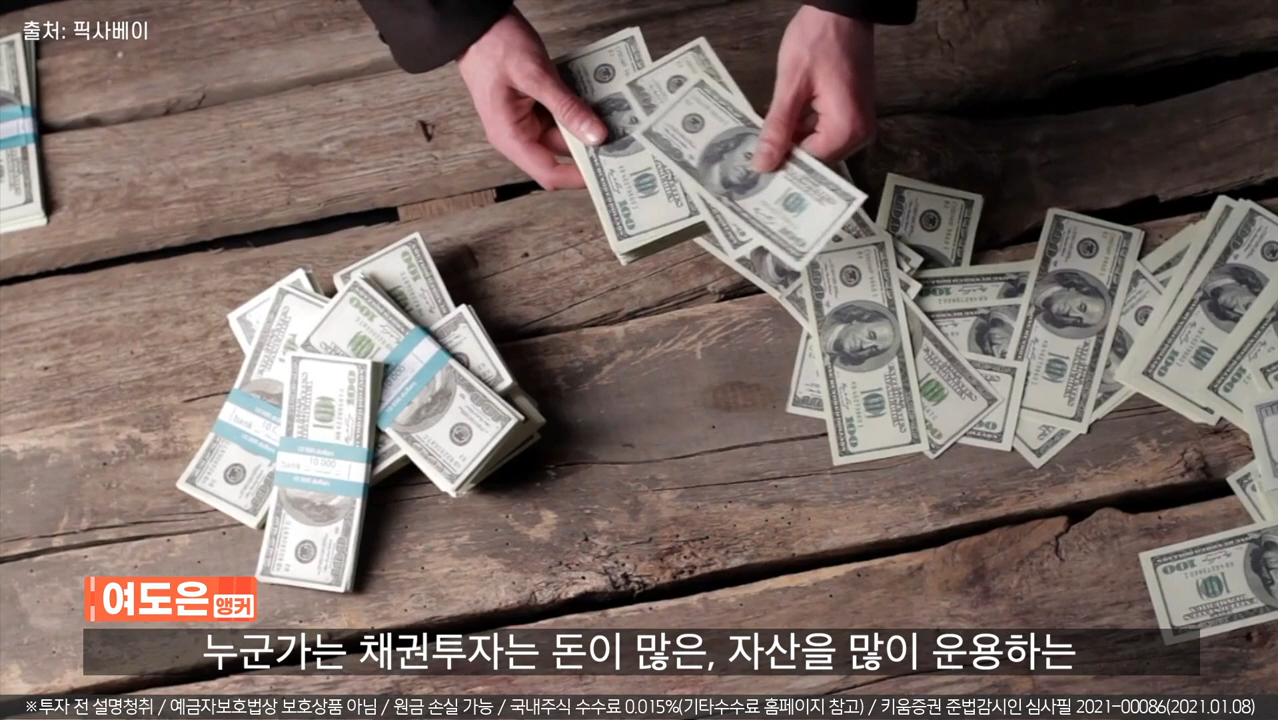 출처: 픽사베이
여도은 앵커
누군가는 채권투자는 돈이 많은, 자산을 많이 운용하는
※투자 전 설명청취 / 예금자보호법상 보호상품 아님 / 원금 손실 가능 / 국내주식 수수료 0.015%(기타수수료 홈페이지 참고) / 키움증권 준법감시인 심사필 2021-00086(2021.01.08)